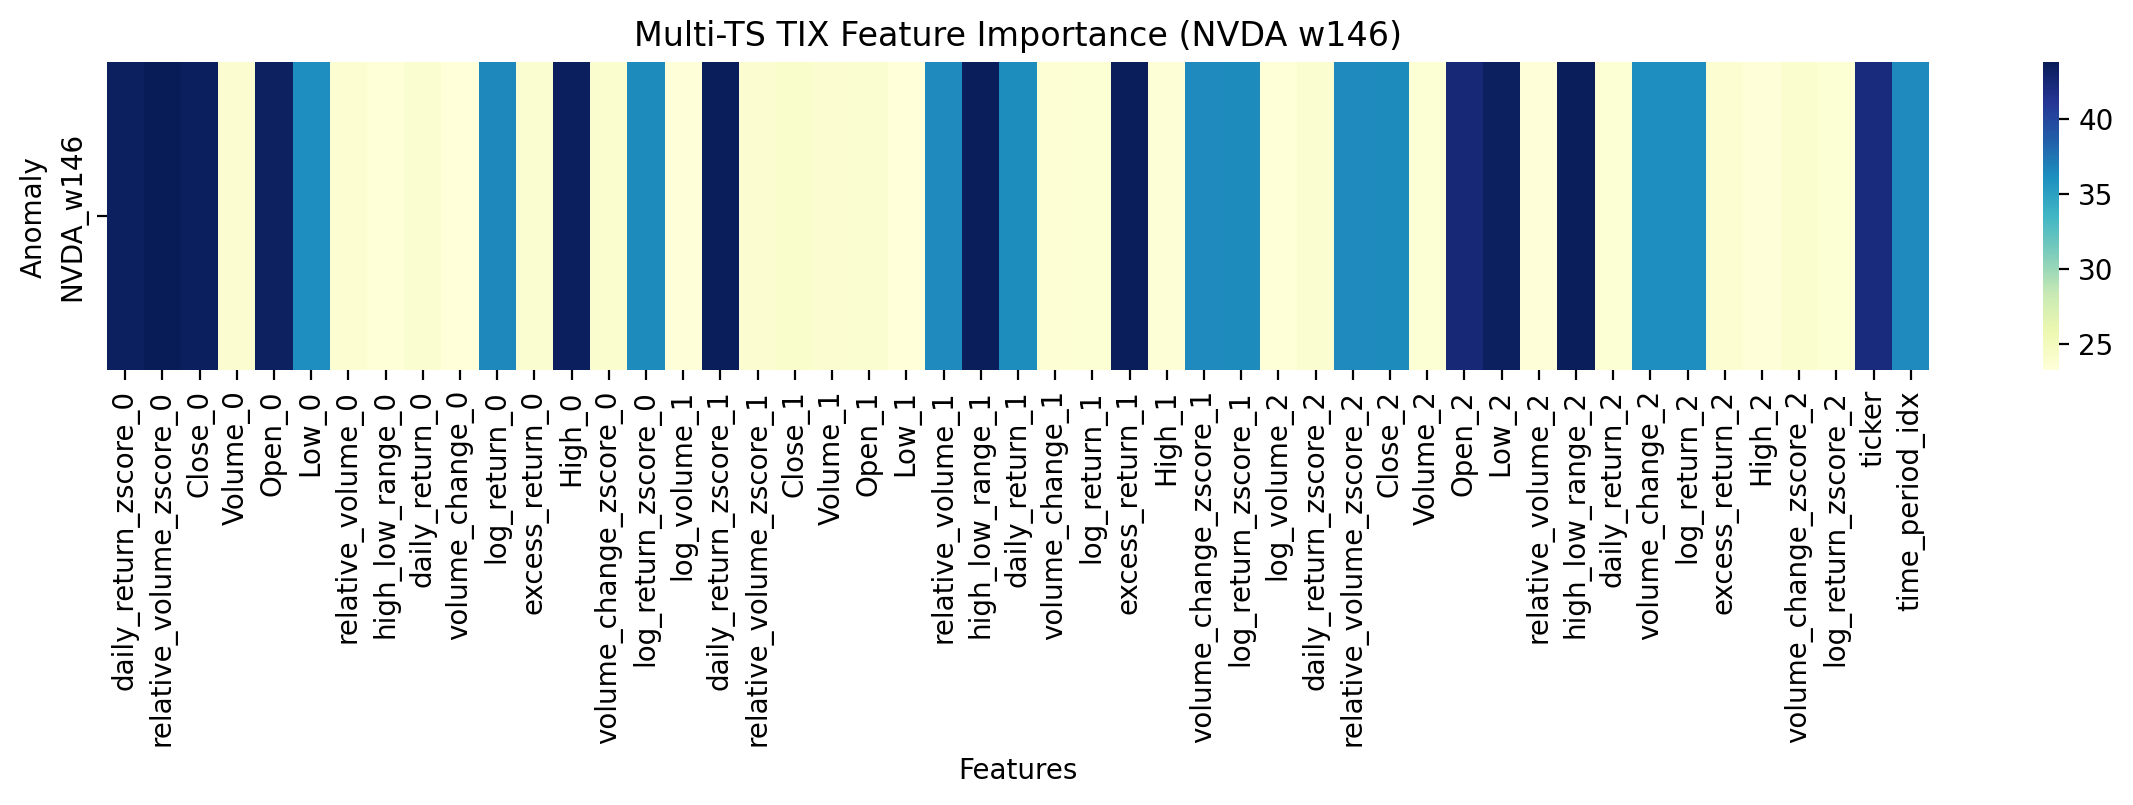 Multi-TS TIX Feature Importance (NVDA w146)
Anomaly
NVDA_w146
daily_return_zscore_0
relative_volume_zscore_0
Close_0
Volume_0
Open_0
Low_0
relative_volume_0
high_low_range_0
daily_return_0
volume_change_0
log_return_0
excess_return_0
High_0
volume_change_zscore_0
log_return_zscore_0
log_volume_1
daily_return_zscore_1
relative_volume_zscore_1
Close_1
Volume_1
Open_1
Low_1
relative_volume_1
high_low_range_1
daily_return_1
volume_change_1
log_return_1
excess_return_1
High_1
volume_change_zscore_1
log_return_zscore_1
log_volume_2
daily_return_zscore_2
relative_volume_zscore_2
Close_2
Volume_2
Open_2
Low_2
relative_volume_2
high_low_range_2
daily_return_2
volume_change_2
log_return_2
excess_return_2
High_2
volume_change_zscore_2
log_return_zscore_2
ticker
time_period_idx
Features
40
35
30
25